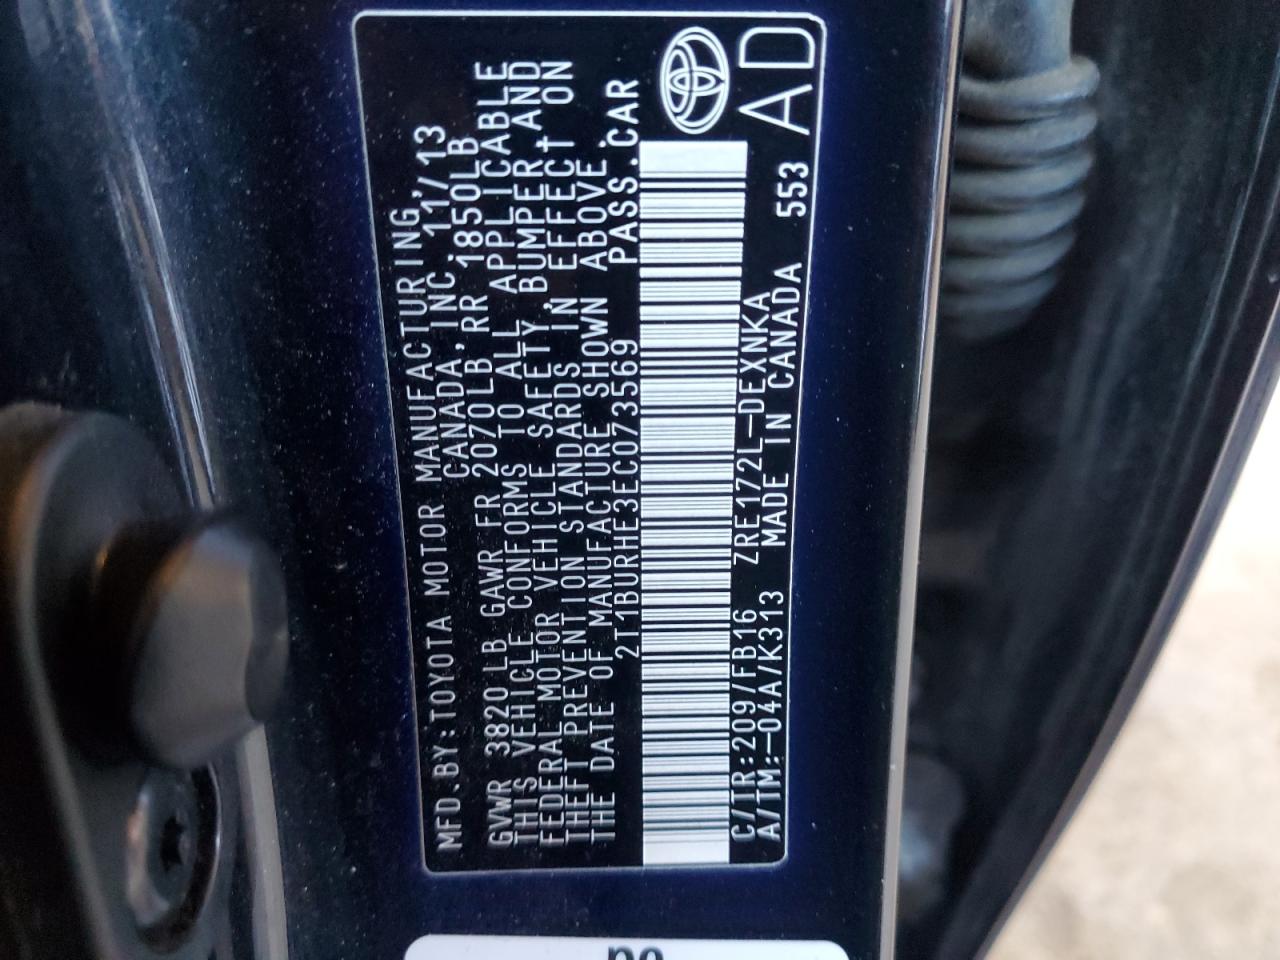 MFD.BY:TOYOTA MOTOR MANUFACTURING,
CANADA,INC. 11/13
GVWR 3820LB GAWR FR 2070LB, RR 1850LB
THIS VEHICLE CONFORMS TO ALL APPLICABLE
FEDERAL MOTOR VEHICLE SAFETY, BUMPER, AND
THEFT PREVENTION STANDARDS IN EFFECT ON
THE DATE OF MANUFACTURE SHOWN ABOVE.
2T1BURHE3EC073569 PASS.CAR
C/TR:209/FB16 ZRE172L-DEXNKA
A/TM:-04A/K313 MADE IN CANADA 553
AD